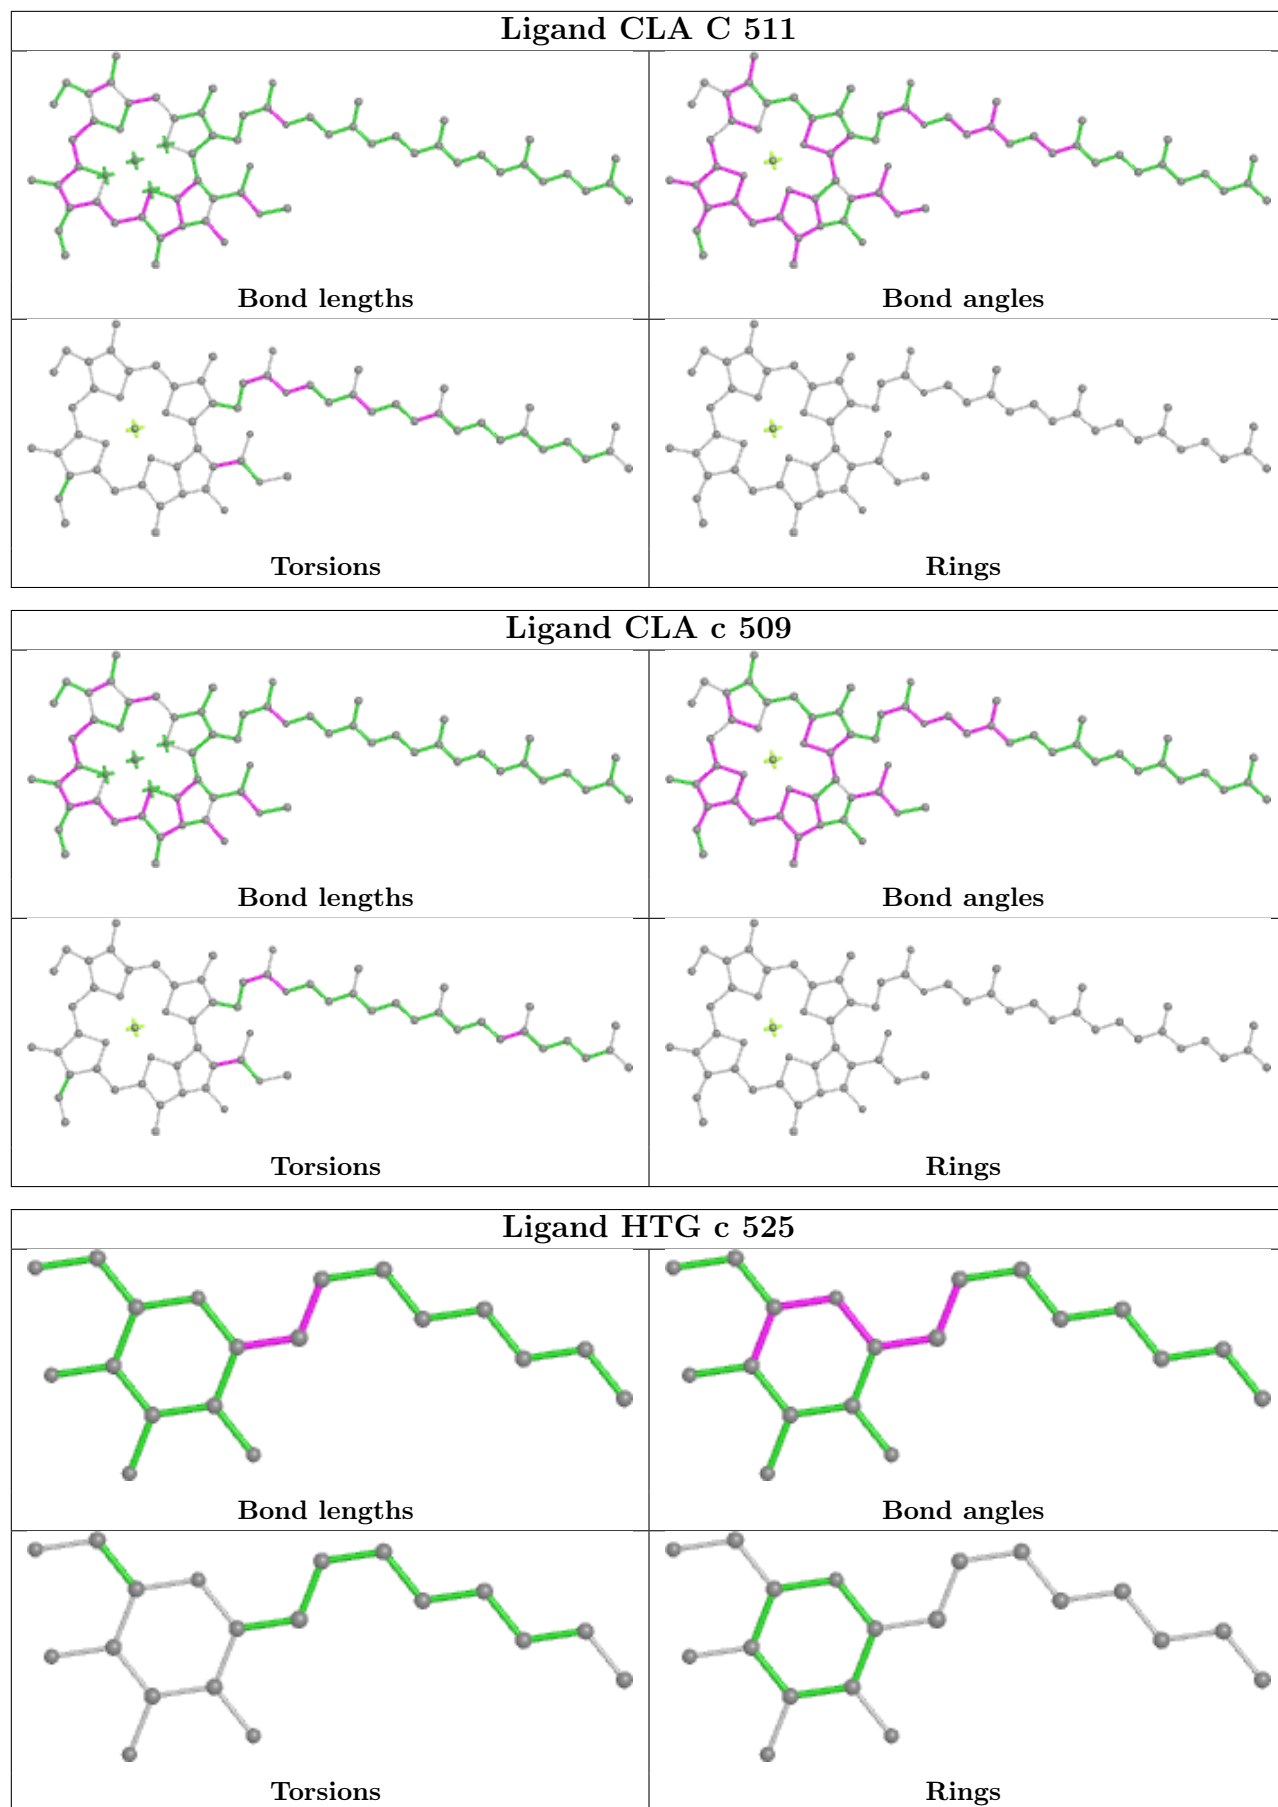 Ligand CLA C 511
Bond lengths
Bond angles
Torsions
Rings
Ligand CLA c 509
Bond lengths
Bond angles
Torsions
Rings
Ligand HTG c 525
Bond lengths
Bond angles
Torsions
Rings